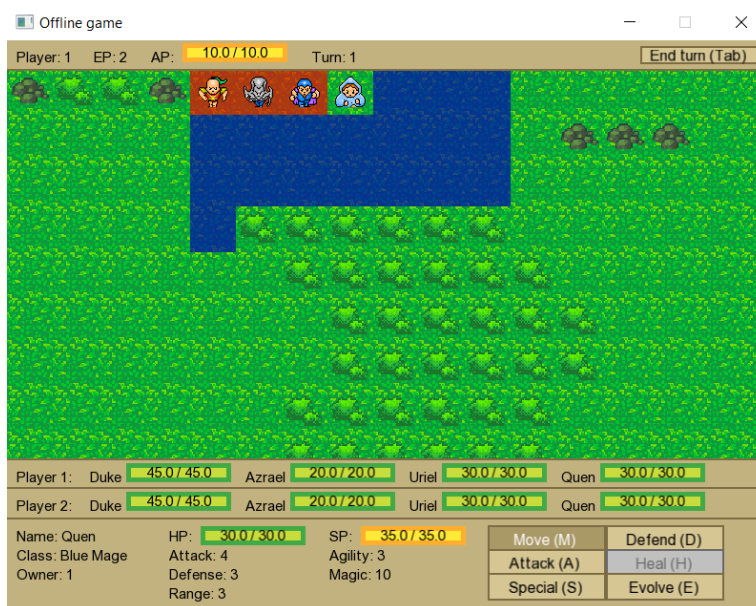 Offline game
Player: 1 EP: 2 AP: 10.0 / 10.0 Turn: 1 End turn (Tab)
Player 1: Duke 45.0 / 45.0 Azrael 20.0 / 20.0 Uriel 30.0 / 30.0 Quen 30.0 / 30.0
Player 2: Duke 45.0 / 45.0 Azrael 20.0 / 20.0 Uriel 30.0 / 30.0 Quen 30.0 / 30.0
Name: Quen HP: 30.0 / 30.0 SP: 35.0 / 35.0 Move (M) Defend (D)
Class: Blue Mage Attack: 4 Agility: 3 Attack (A) Heal (H)
Owner: 1 Defense: 3 Magic: 10 Special (S) Evolve (E)
Range: 3